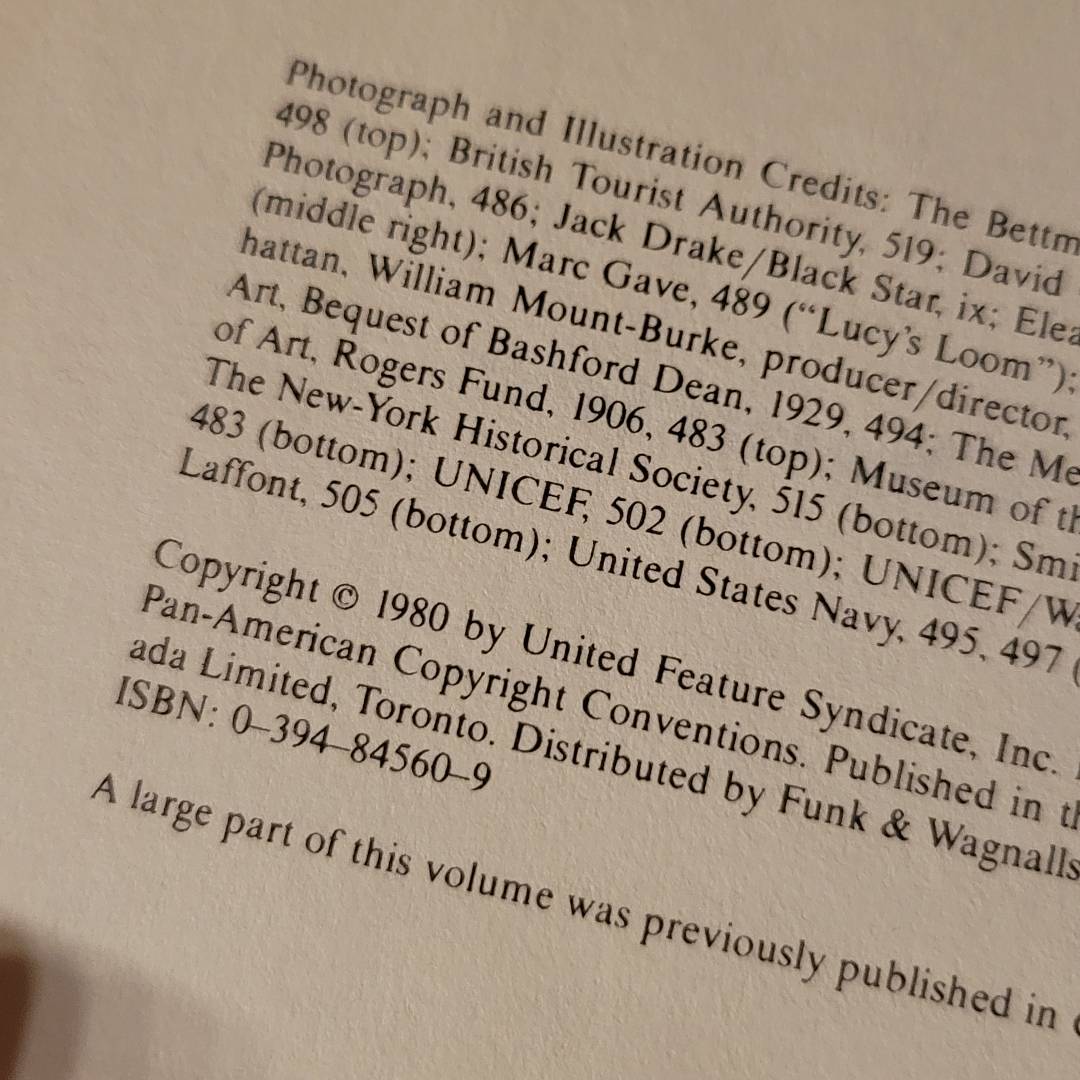 Photograph and Illustration Credits: The Bettm
498 (top); British Tourist Authority, 519; David
Photograph, 486; Jack Drake/Black Star, ix; Elea
(middle right); Marc Gave, 489 (“Lucy’s Loom”);
hattan, William Mount-Burke, producer/director,
Art, Bequest of Bashford Dean, 1929, 494; The Me
of Art, Rogers Fund, 1906, 483 (top); Museum of th
The New-York Historical Society, 515 (bottom); Smi
483 (bottom); UNICEF, 502 (bottom); UNICEF/Wa
Laffont, 505 (bottom); United States Navy, 495, 497 (
Copyright © 1980 by United Feature Syndicate, Inc.
Pan-American Copyright Conventions. Published in th
ada Limited, Toronto. Distributed by Funk & Wagnalls
ISBN: 0–394–84560–9
A large part of this volume was previously published in